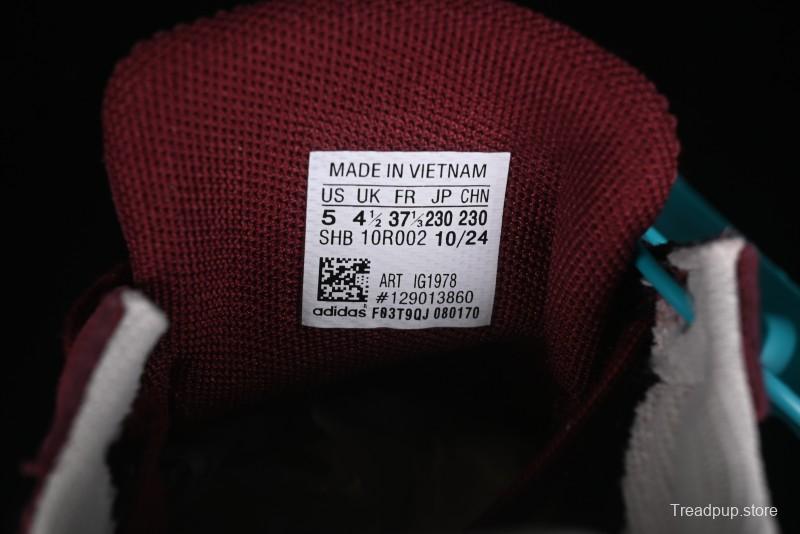 MADE IN VIETNAM
US UK FR JP CHN
5 4½ 37⅓ 230 230
SHB 10R002 10/24
ART IG1978
#129013860
adidas F03T9QJ 080170
Treadpup.store